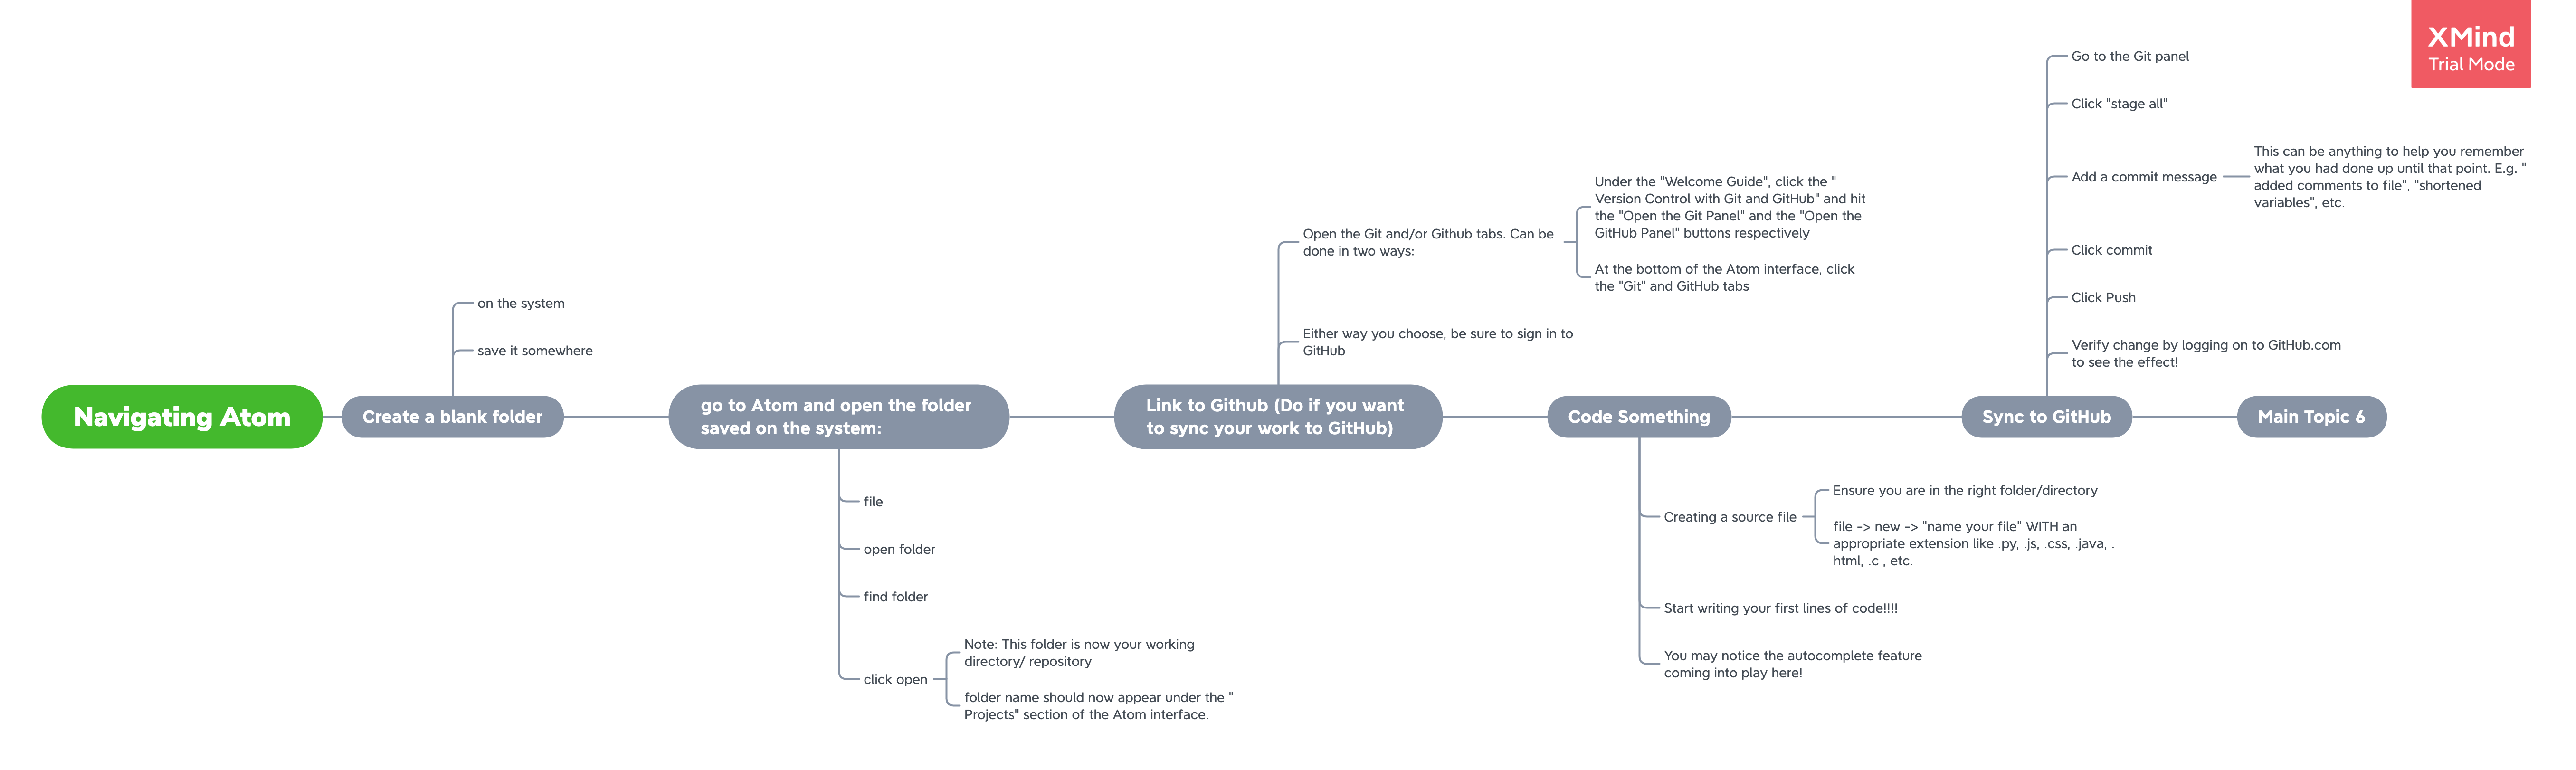 XMind
Trial Mode
Navigating Atom
Create a blank folder
on the system
save it somewhere
go to Atom and open the folder
saved on the system:
file
open folder
find folder
click open
Note: This folder is now your working
directory/ repository
folder name should now appear under the "
Projects" section of the Atom interface.
Link to Github (Do if you want
to sync your work to GitHub)
Open the Git and/or Github tabs. Can be
done in two ways:
Under the "Welcome Guide", click the "
Version Control with Git and GitHub" and hit
the "Open the Git Panel" and the "Open the
GitHub Panel" buttons respectively
At the bottom of the Atom interface, click
the "Git" and GitHub tabs
Either way you choose, be sure to sign in to
GitHub
Code Something
Creating a source file
Ensure you are in the right folder/directory
file -> new -> "name your file" WITH an
appropriate extension like .py, .js, .css, .java, .
html, .c , etc.
Start writing your first lines of code!!!!
You may notice the autocomplete feature
coming into play here!
Sync to GitHub
Go to the Git panel
Click "stage all"
Add a commit message
This can be anything to help you remember
what you had done up until that point. E.g. "
added comments to file", "shortened
variables", etc.
Click commit
Click Push
Verify change by logging on to GitHub.com
to see the effect!
Main Topic 6